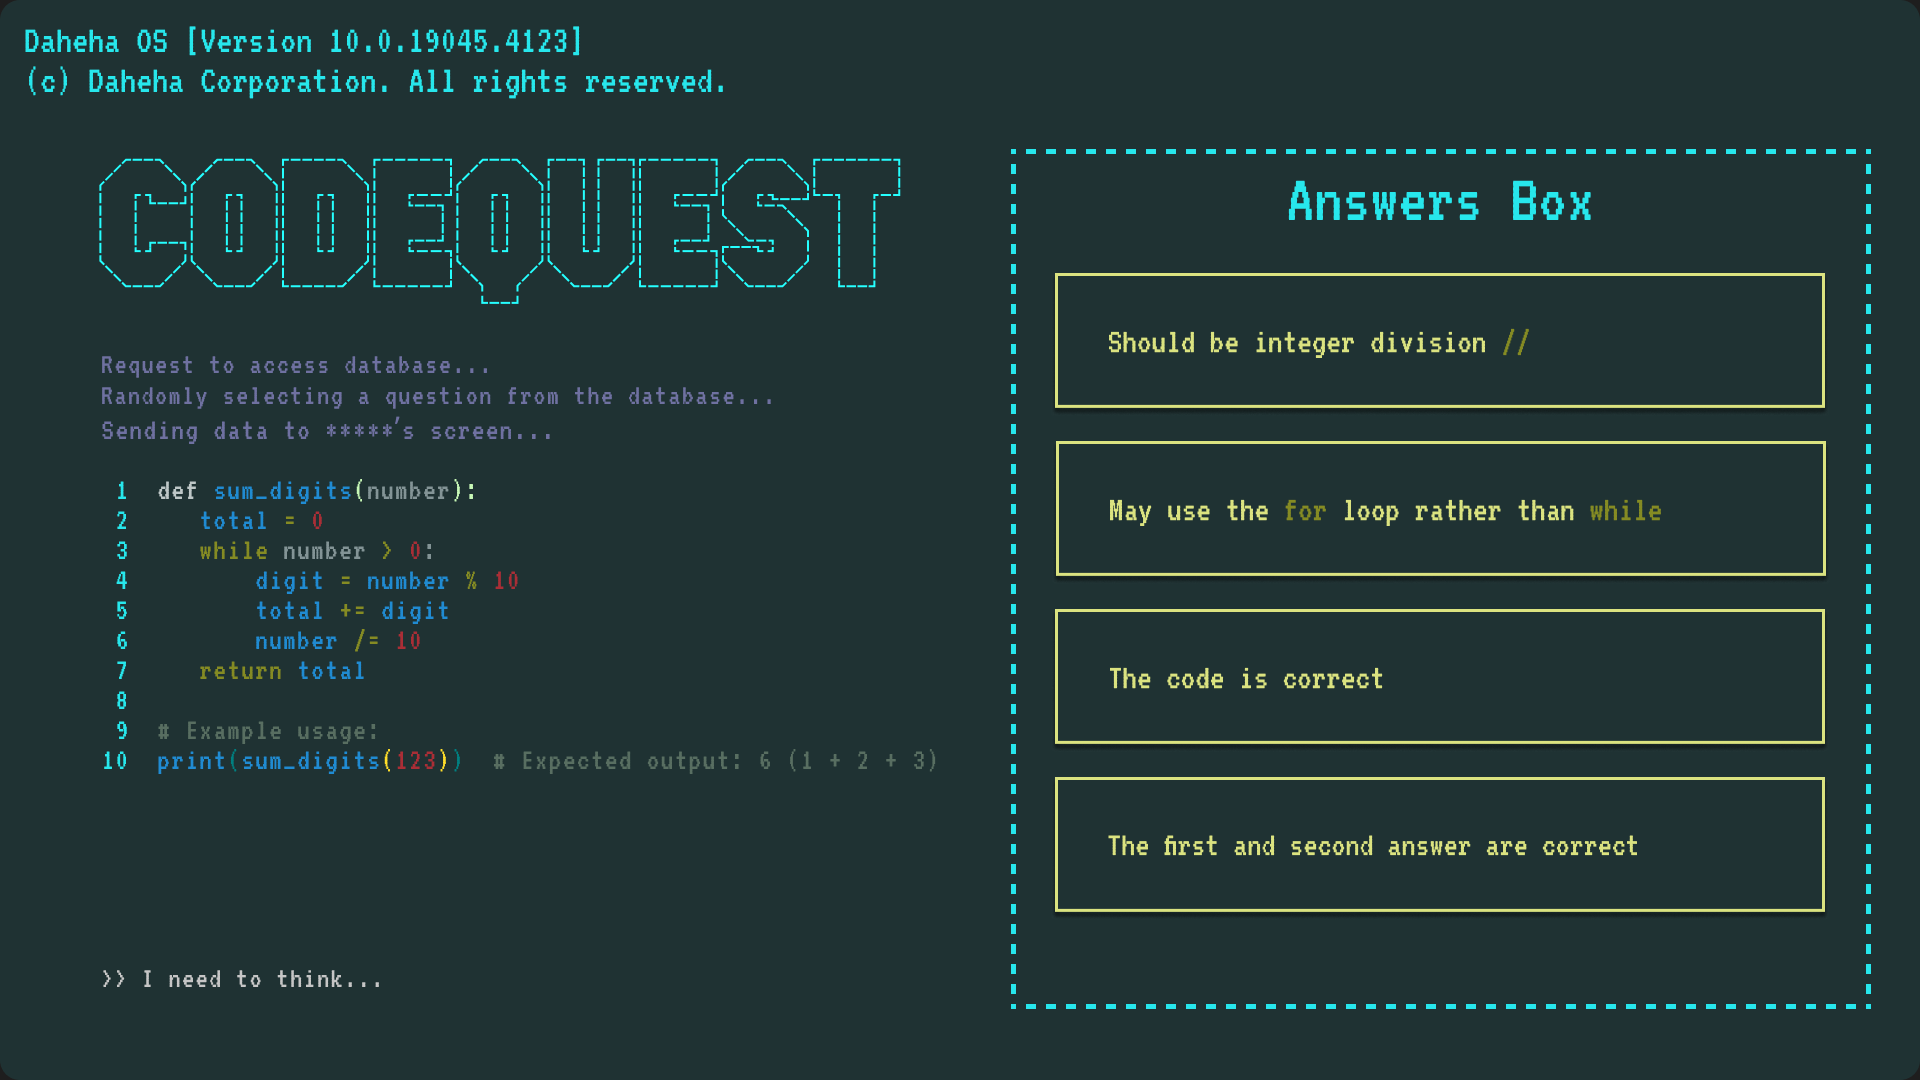 Daheha OS [Version 10.0.19045.4123]
(c) Daheha Corporation. All rights reserved.
CODEQUEST
Request to access database...
Randomly selecting a question from the database...
Sending data to *****'s screen...
1 def sum_digits(number):
2 total = 0
3 while number > 0:
4 digit = number % 10
5 total += digit
6 number /= 10
7 return total
8
9 # Example usage:
10 print(sum_digits(123)) # Expected output: 6 (1 + 2 + 3)
>> I need to think...
Answers Box
Should be integer division //
May use the for loop rather than while
The code is correct
The first and second answer are correct